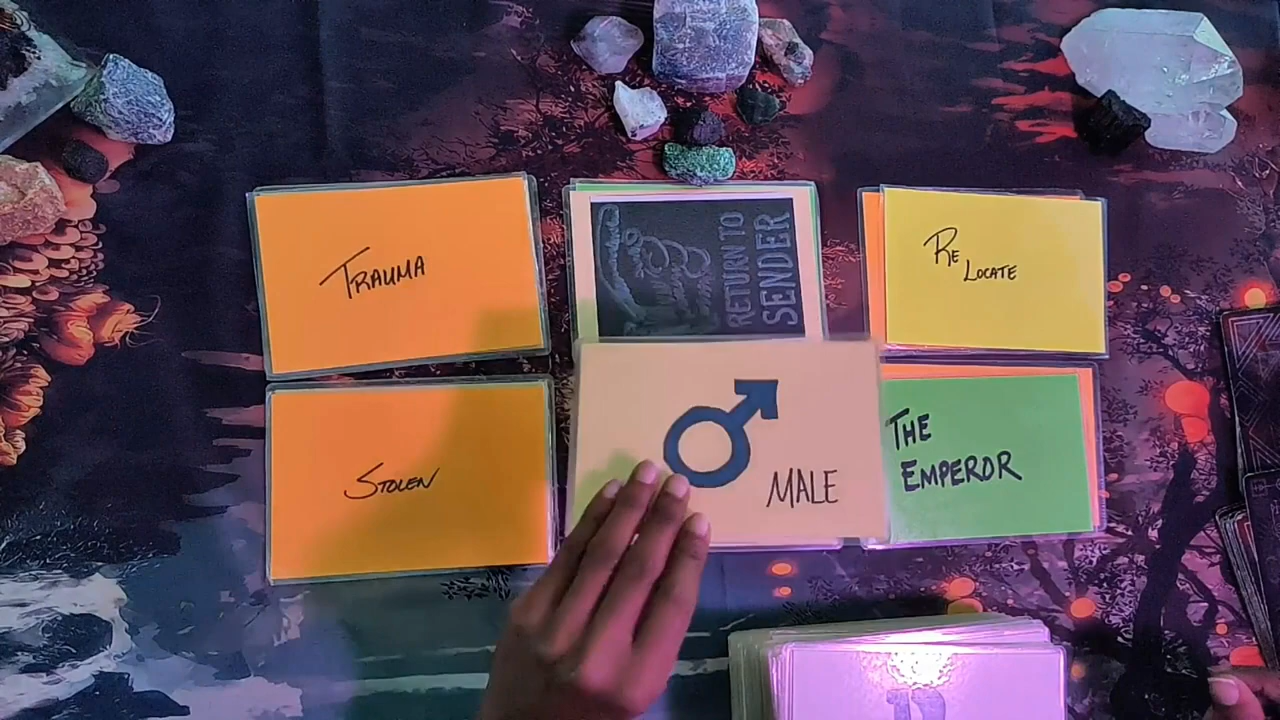 TRAUMA
RETURN TO
SENDER
RE
LOCATE
STOLEN
MALE
THE
EMPEROR